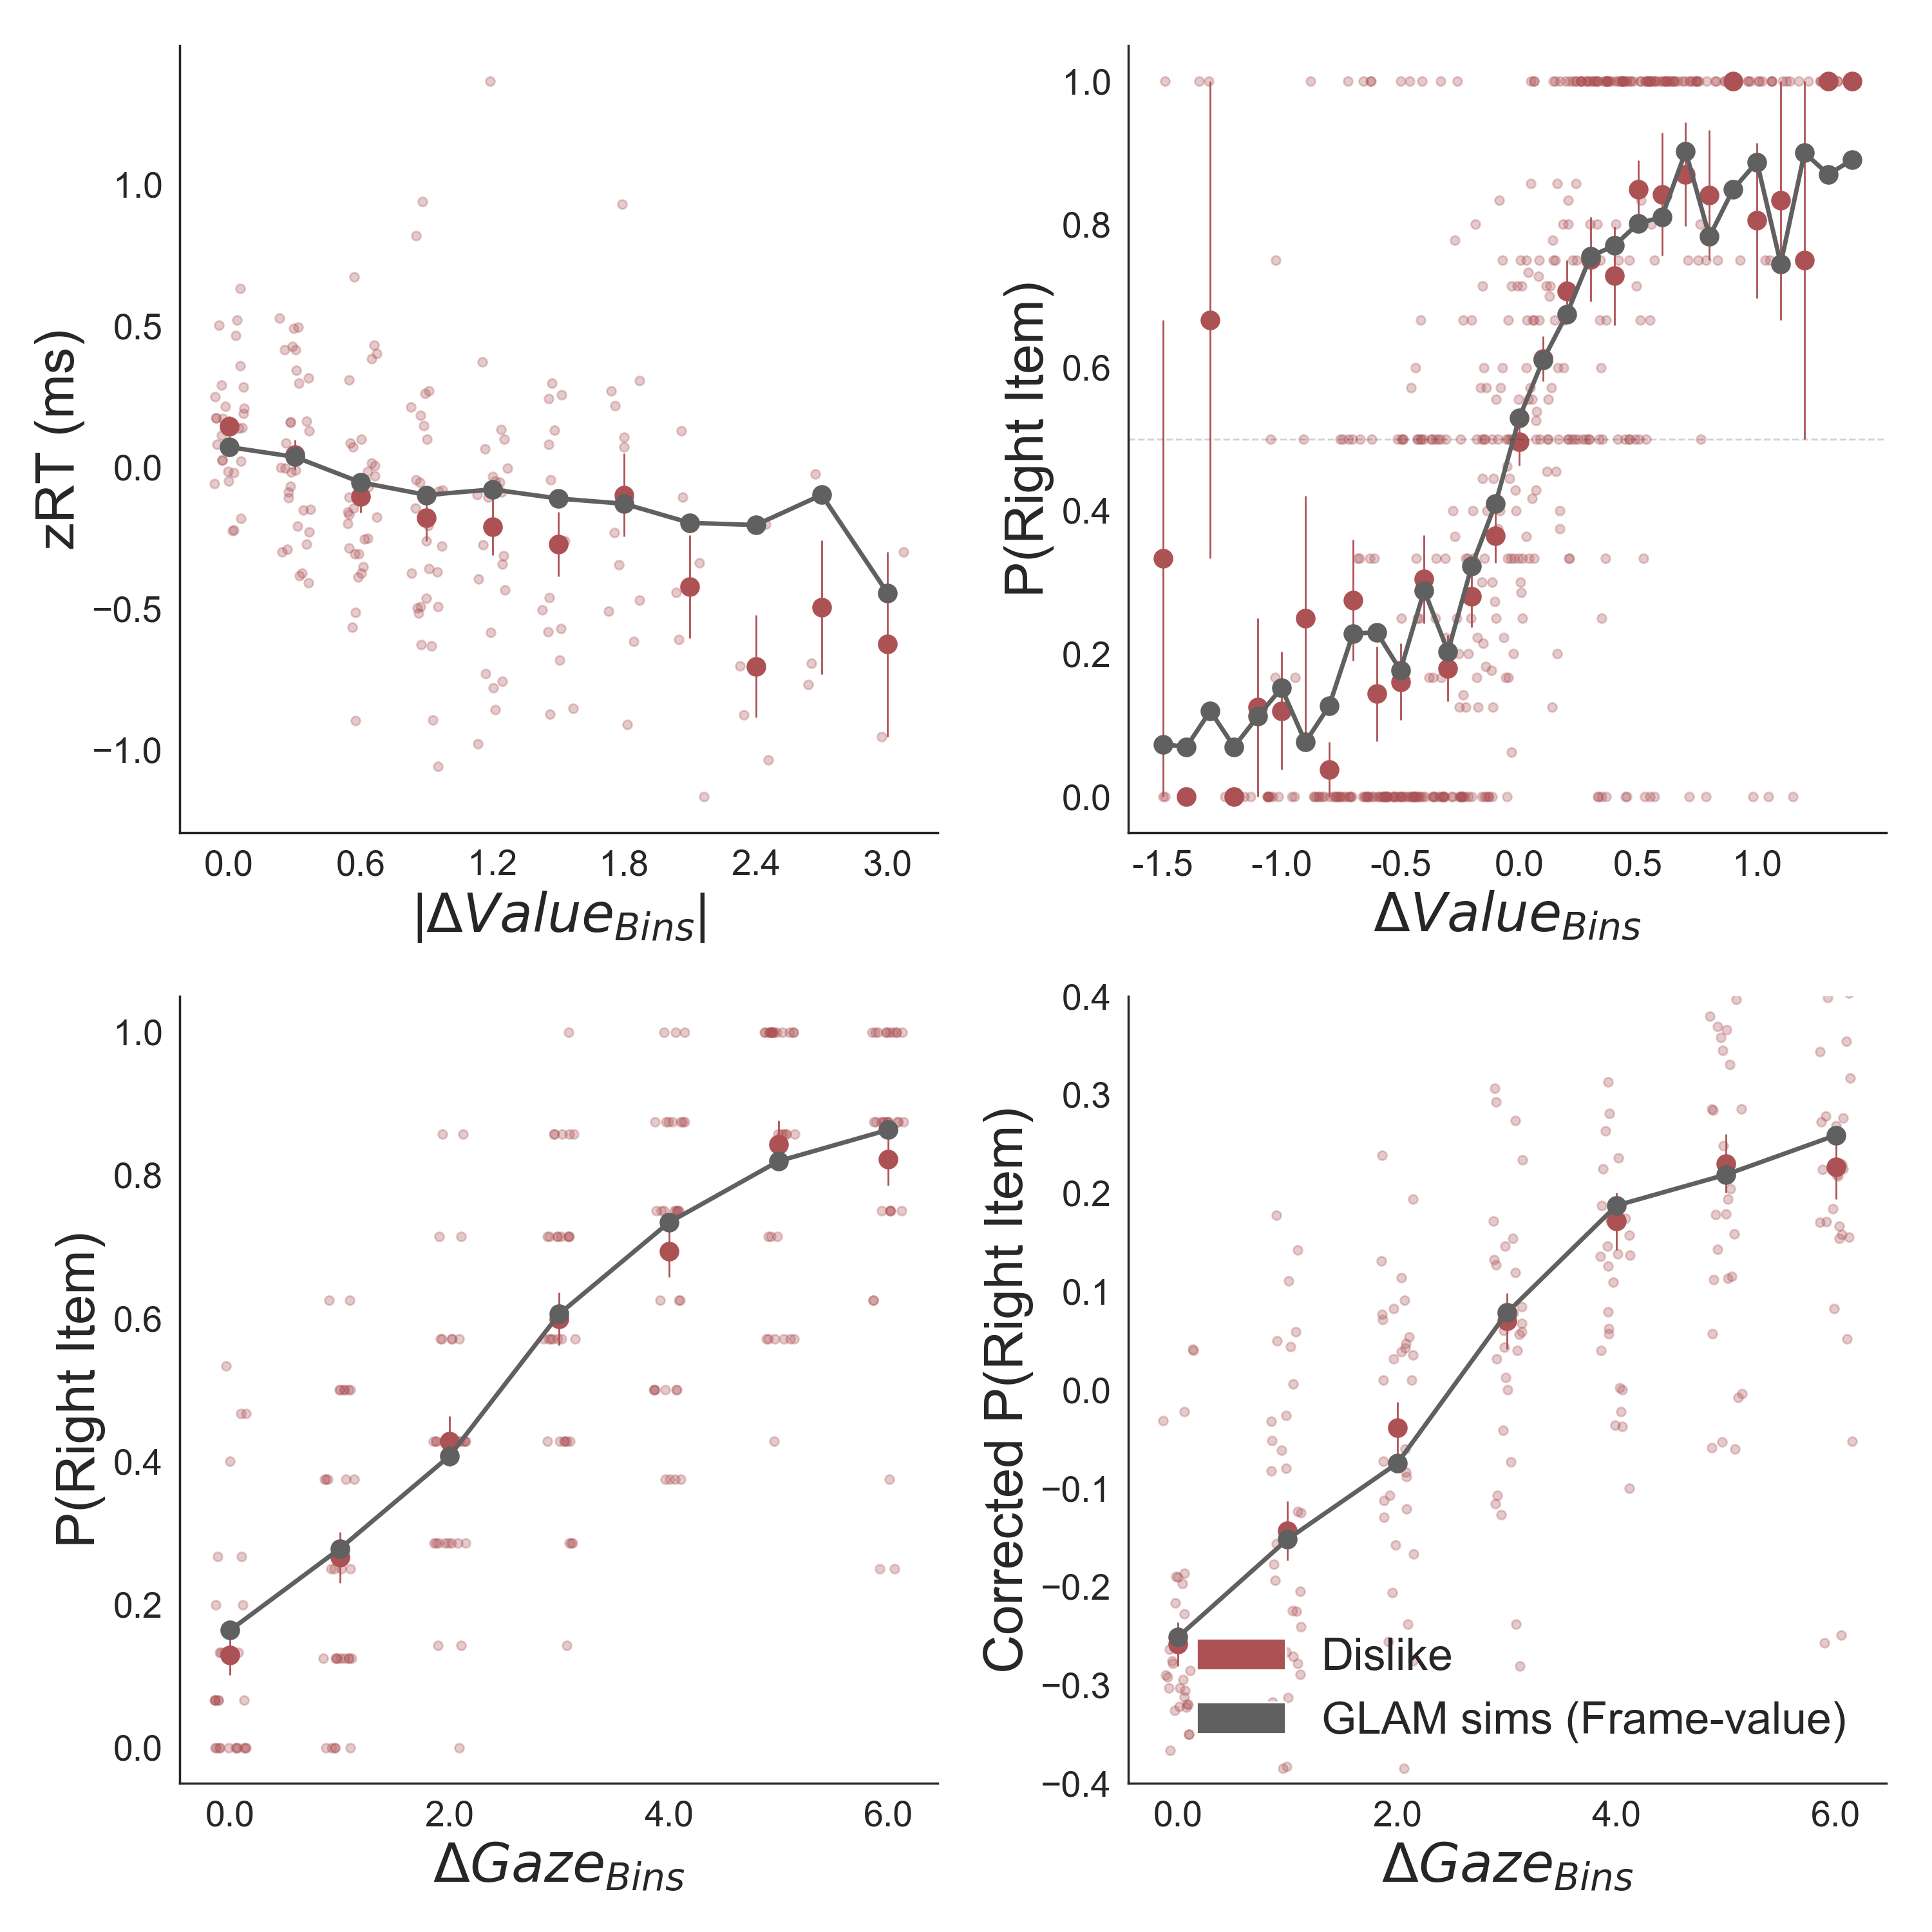 zRT (ms)
1.0
0.5
0.0
−0.5
−1.0
0.0 0.6 1.2 1.8 2.4 3.0
|ΔValue_Bins|
P(Right Item)
1.0
0.8
0.6
0.4
0.2
0.0
-1.5 -1.0 -0.5 0.0 0.5 1.0
ΔValue_Bins
P(Right Item)
1.0
0.8
0.6
0.4
0.2
0.0
0.0 2.0 4.0 6.0
ΔGaze_Bins
Corrected P(Right Item)
0.4
0.3
0.2
0.1
0.0
−0.1
−0.2
−0.3
−0.4
Dislike
GLAM sims (Frame-value)
0.0 2.0 4.0 6.0
ΔGaze_Bins